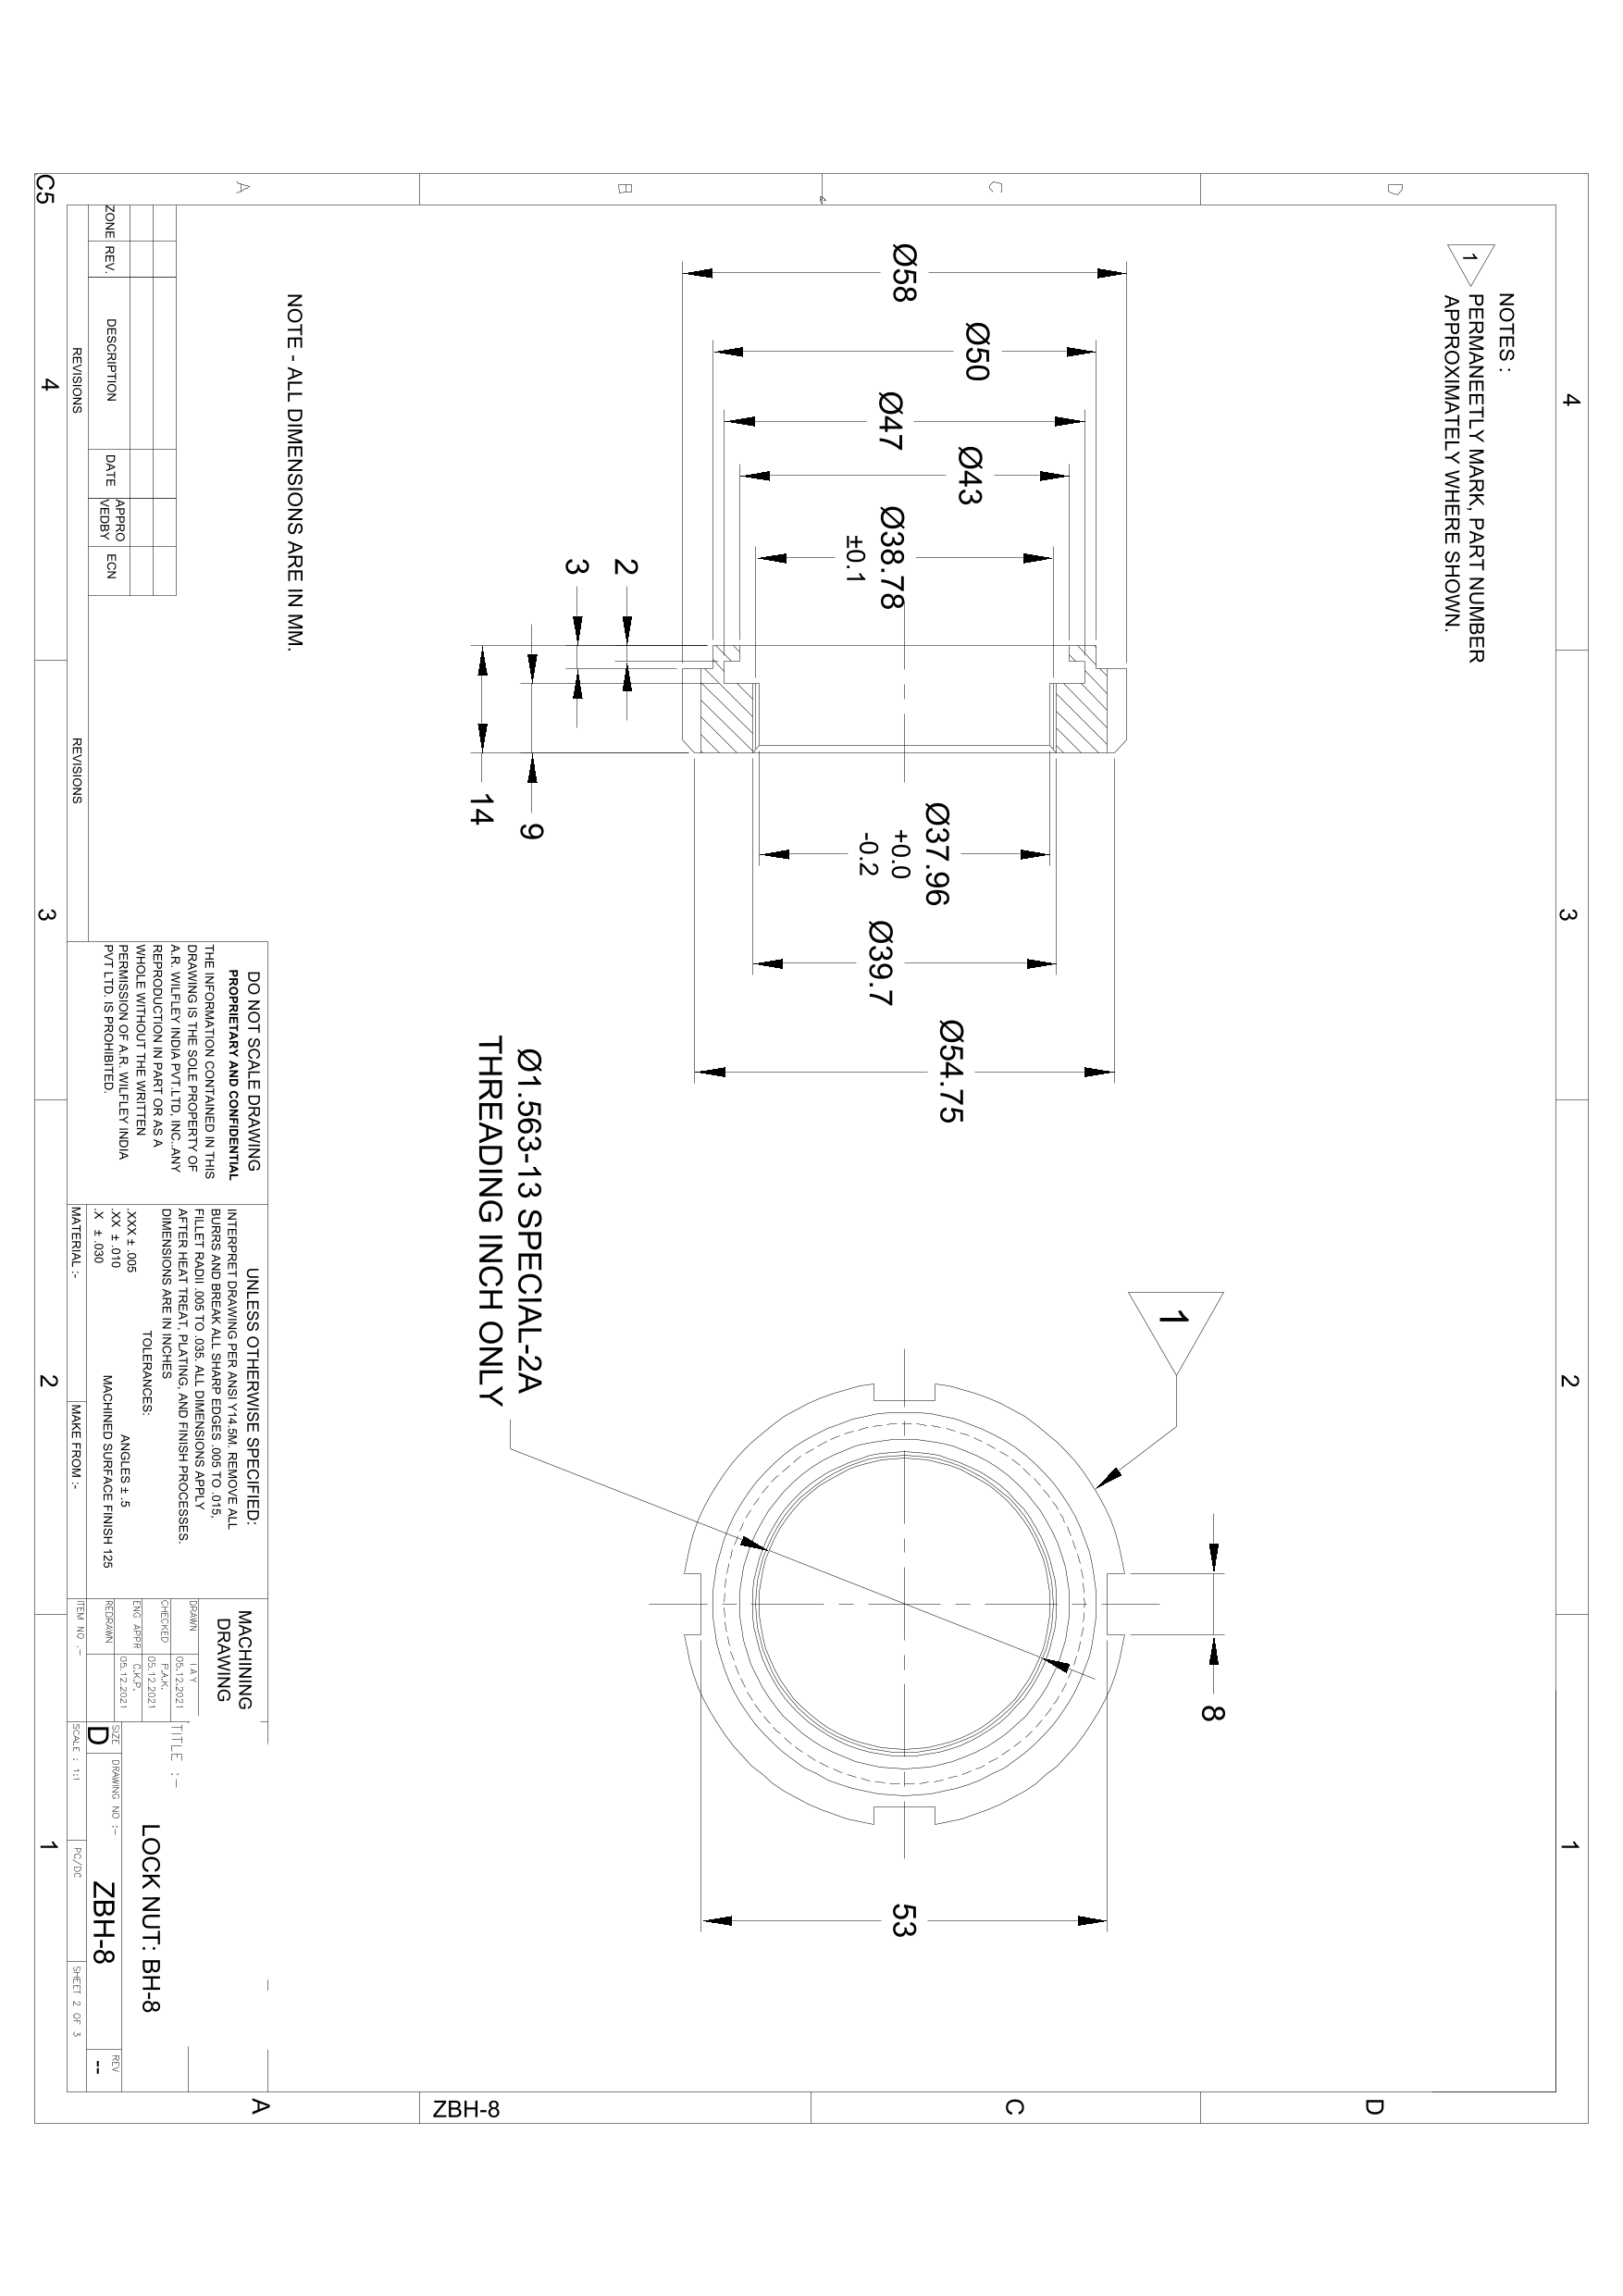 4
3
2
1
NOTES :
1
PERMANEETLY MARK, PART NUMBER
APPROXIMATELY WHERE SHOWN.
D
D
C
C
B
ZBH-8
A
A
Ø58
Ø50
Ø47
Ø43
Ø38.78
±0.1
2
3
14
9
Ø37.96
+0.0
-0.2
Ø39.7
Ø54.75
1
8
53
Ø1.563-13 SPECIAL-2A
THREADING INCH ONLY
NOTE - ALL DIMENSIONS ARE IN MM.
ZONE REV. DESCRIPTION DATE APPRO
VEDBY ECN
REVISIONS
REVISIONS
DO NOT SCALE DRAWING
PROPRIETARY AND CONFIDENTIAL
THE INFORMATION CONTAINED IN THIS
DRAWING IS THE SOLE PROPERTY OF
A.R. WILFLEY INDIA PVT.LTD, INC..ANY
REPRODUCTION IN PART OR AS A
WHOLE WITHOUT THE WRITTEN
PERMISSION OF A.R. WILFLEY INDIA
PVT LTD. IS PROHIBITED.
UNLESS OTHERWISE SPECIFIED:
INTERPRET DRAWING PER ANSI Y14.5M. REMOVE ALL
BURRS AND BREAK ALL SHARP EDGES .005 TO .015,
FILLET RADII .005 TO .035. ALL DIMENSIONS APPLY
AFTER HEAT TREAT, PLATING, AND FINISH PROCESSES.
DIMENSIONS ARE IN INCHES
TOLERANCES:
.XXX ± .005
.XX ± .010 ANGLES ± .5
.X ± .030 MACHINED SURFACE FINISH 125
MATERIAL :- MAKE FROM :-
MACHINING
DRAWING
DRAWN I A Y
05.12.2021
CHECKED P.A.K.
05.12.2021
ENG APPR C.K.P.
05.12.2021
REDRAWN
ITEM NO .-
TITLE :-
LOCK NUT: BH-8
SIZE DRAWING NO :- REV
D ZBH-8 --
SCALE : 1:1 PC/DC SHEET 2 OF 3
C5
4
3
2
1